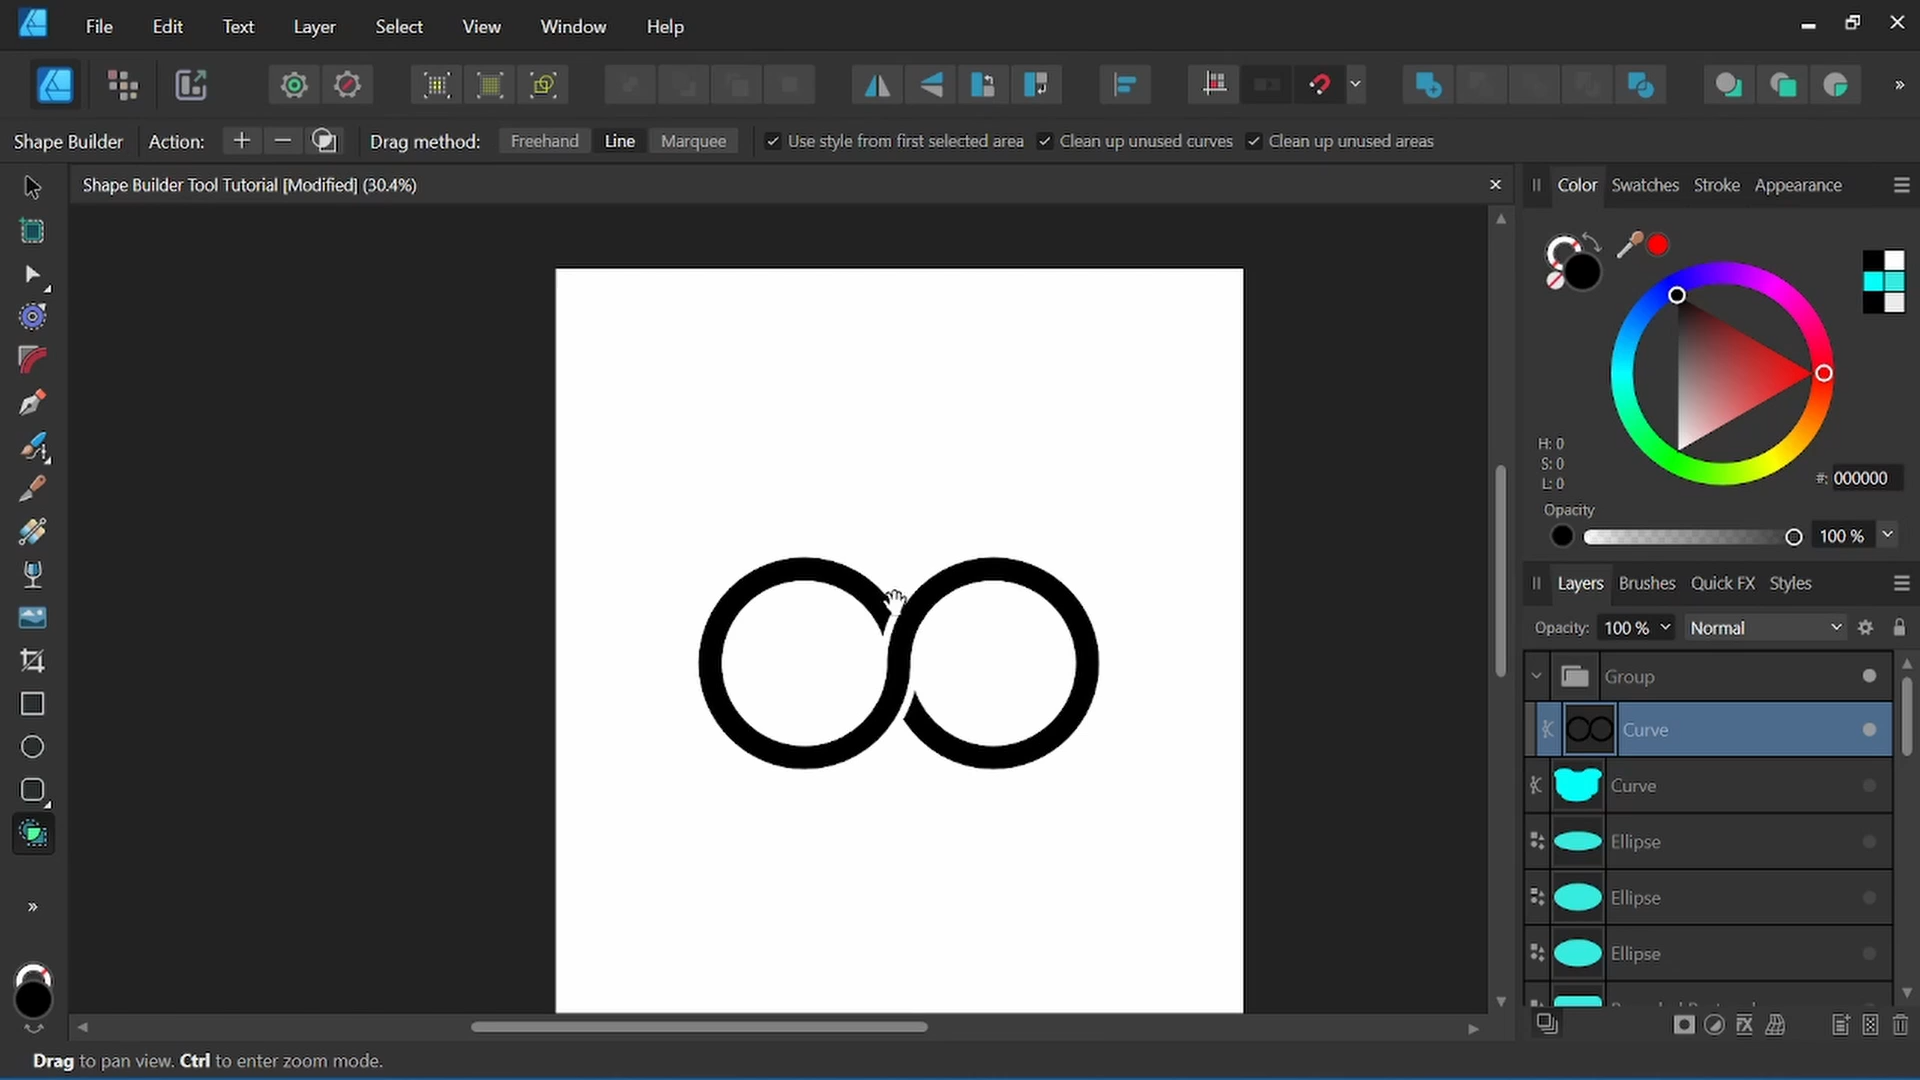 File Edit Text Layer Select View Window Help
Shape Builder Action: Drag method: Freehand Line Marquee Use style from first selected area Clean up unused curves Clean up unused areas
Shape Builder Tool Tutorial [Modified] (30.4%)
Color Swatches Stroke Appearance
H: 0
S: 0
L: 0
#: 000000
Opacity
100 %
Layers Brushes Quick FX Styles
Opacity: 100 % Normal
Group
Curve
Curve
Ellipse
Ellipse
Ellipse
Drag to pan view. Ctrl to enter zoom mode.